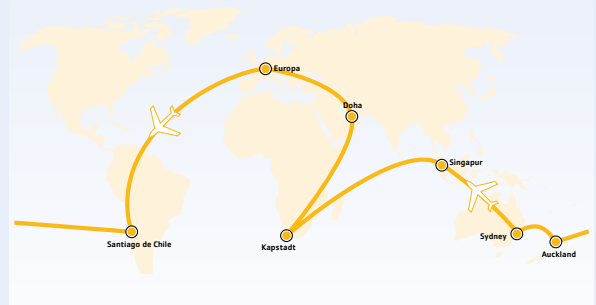 Europa
Doha
Singapur
Santiago de Chile
Kapstadt
Sydney
Auckland